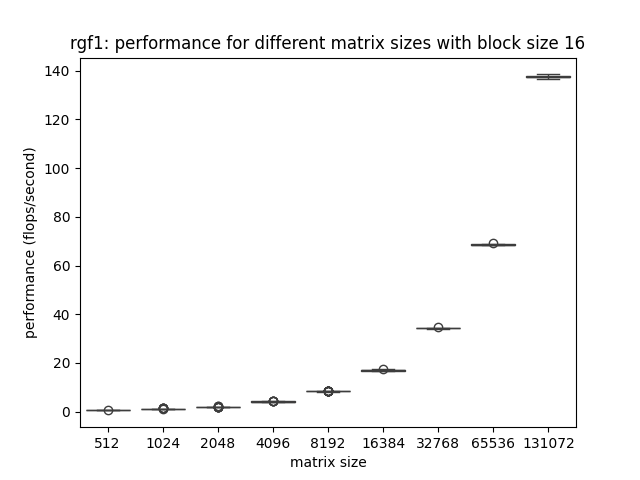 rgf1: performance for different matrix sizes with block size 16
140
120
100
80
60
40
20
0
performance (flops/second)
512 1024 2048 4096 8192 16384 32768 65536 131072
matrix size